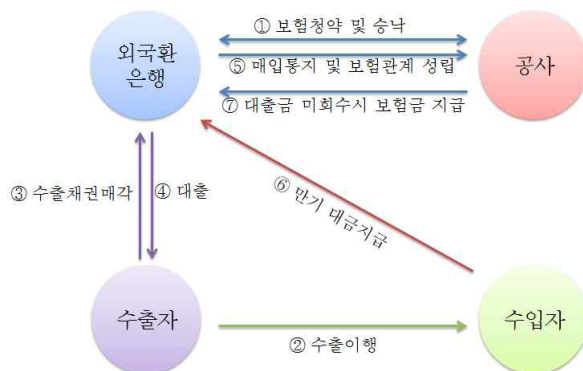 ① 보험청약 및 승낙
외국환
은행
⑤ 매입통지 및 보험관계 성립
공사
⑦ 대출금 미회수시 보험금 지급
③ 수출채권매각
④ 대출
⑥ 만기 대금지급
수출자
수입자
② 수출이행